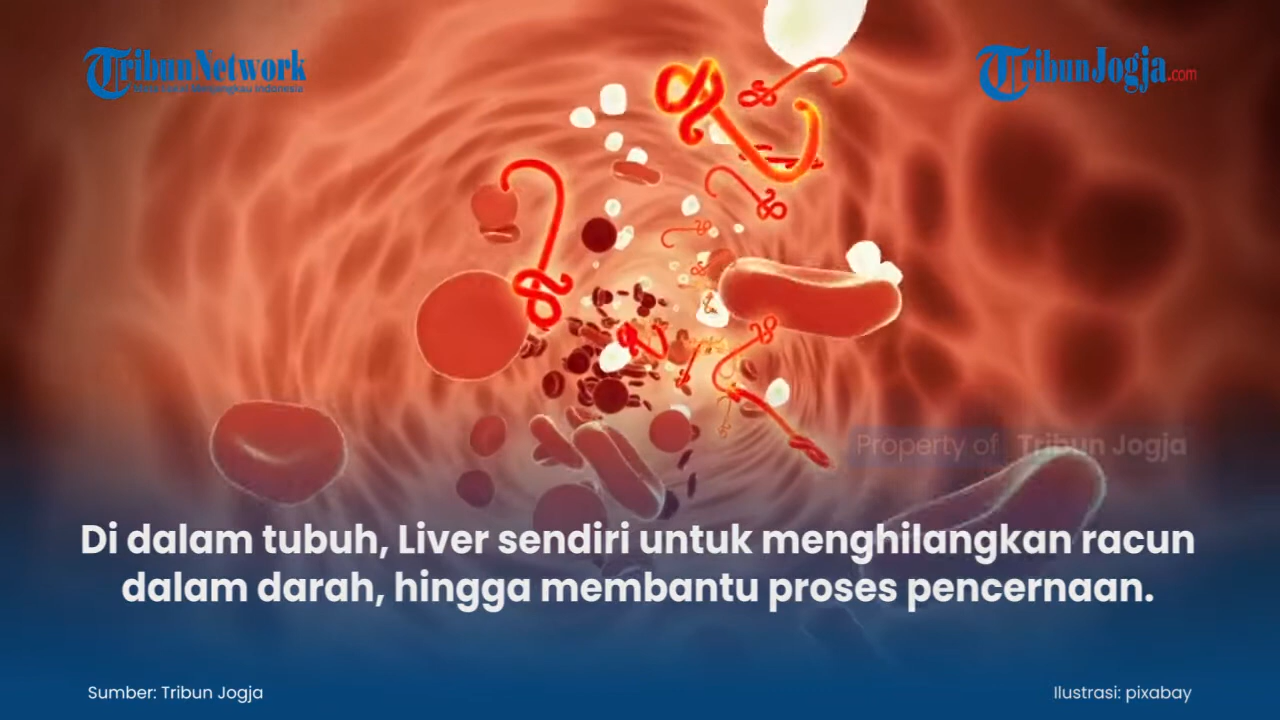 TribunNetwork
TribunJogja.com
Property of Tribun Jogja
Di dalam tubuh, Liver sendiri untuk menghilangkan racun
dalam darah, hingga membantu proses pencernaan.
Sumber: Tribun Jogja
Ilustrasi: pixabay